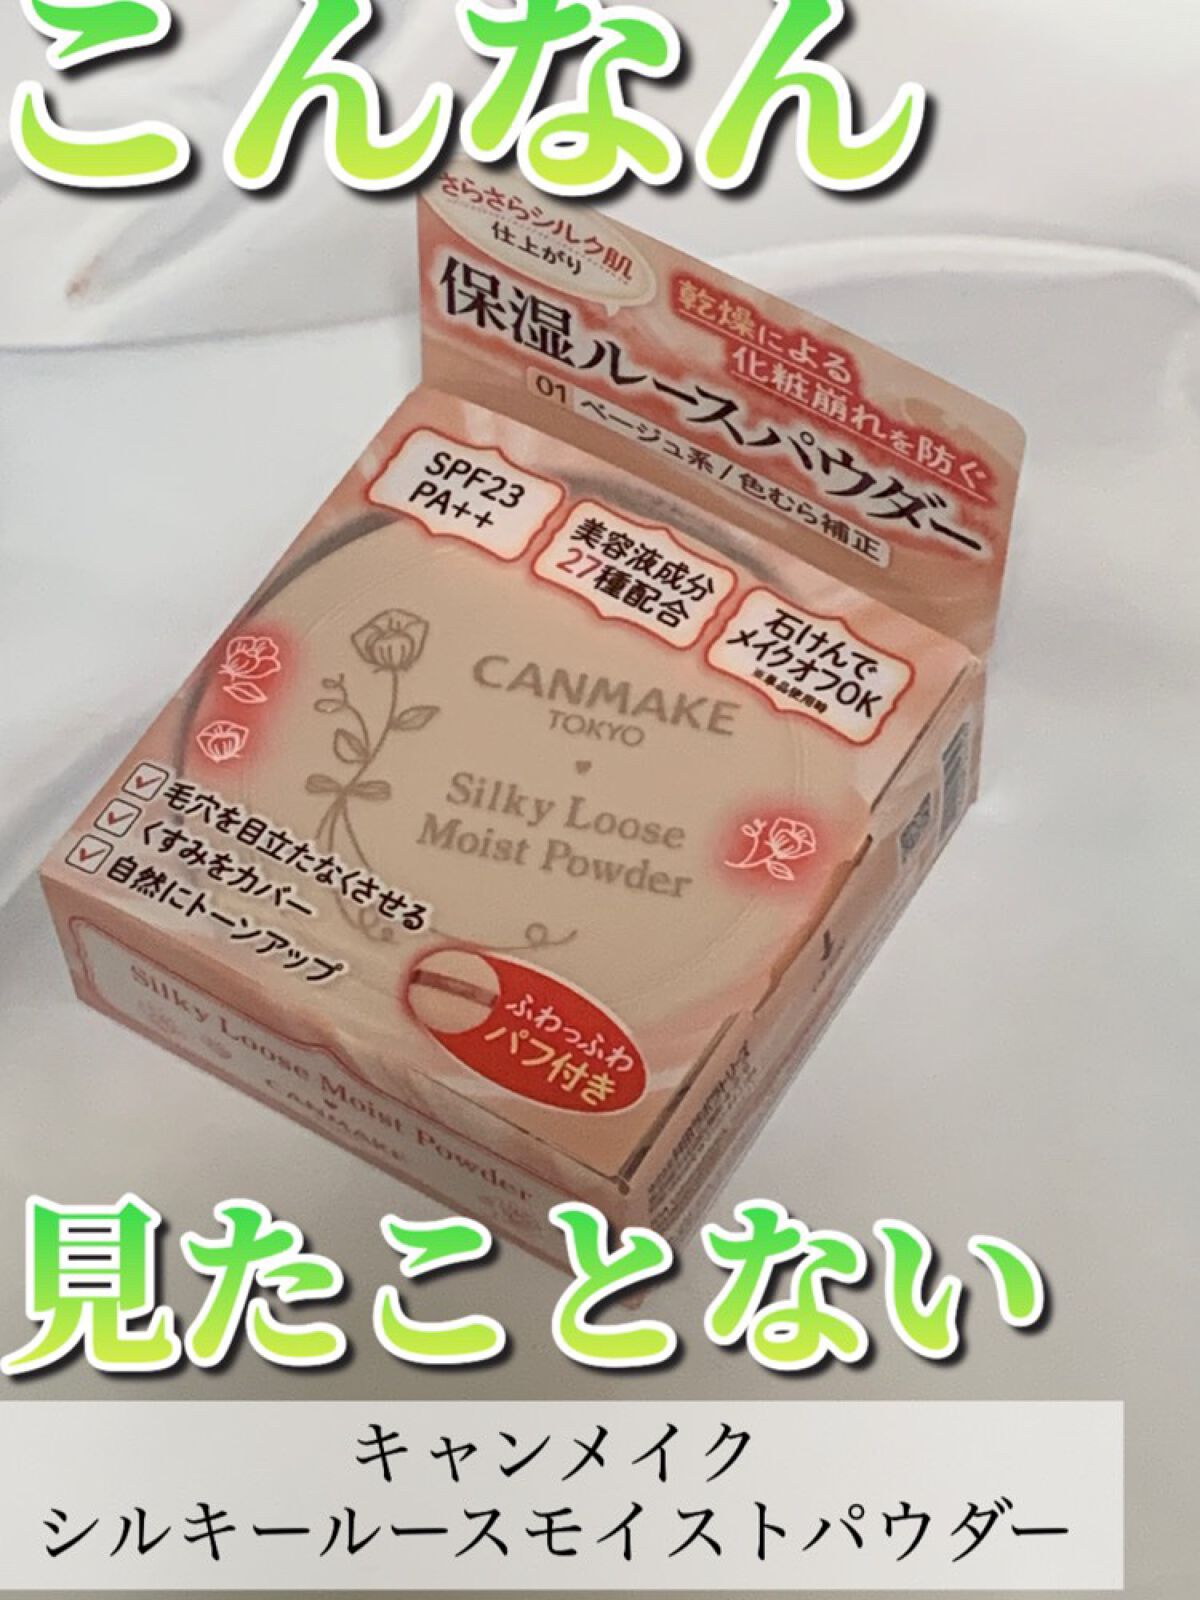 こんなん
さらさらシルク肌
仕上がり
乾燥による
化粧崩れを防ぐ
保湿ルースパウダー
01 ベージュ系/色むら補正
SPF23
PA++
美容液成分
27種配合
石けんで
メイクオフOK
※単品使用時
CANMAKE
TOKYO
Silky Loose
Moist Powder
毛穴を目立たなくさせる
くすみをカバー
自然にトーンアップ
ふわっふわ
パフ付き
Silky Loose Moist Powder
CANMAKE
見たことない
キャンメイク
シルキールースモイストパウダー